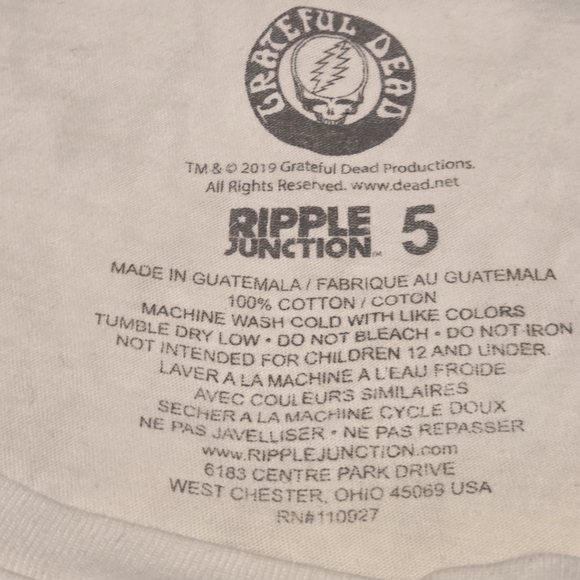 GRATEFUL DEAD
TM & © 2019 Grateful Dead Productions.
All Rights Reserved. www.dead.net
RIPPLE
JUNCTION™ 5
MADE IN GUATEMALA / FABRIQUE AU GUATEMALA
100% COTTON / COTON
MACHINE WASH COLD WITH LIKE COLORS
TUMBLE DRY LOW • DO NOT BLEACH • DO NOT IRON
NOT INTENDED FOR CHILDREN 12 AND UNDER.
LAVER A LA MACHINE A L'EAU FROIDE
AVEC COULEURS SIMILAIRES
SECHER A LA MACHINE CYCLE DOUX
NE PAS JAVELLISER • NE PAS REPASSER
www.RIPPLEJUNCTION.com
6183 CENTRE PARK DRIVE
WEST CHESTER, OHIO 45069 USA
RN#110927